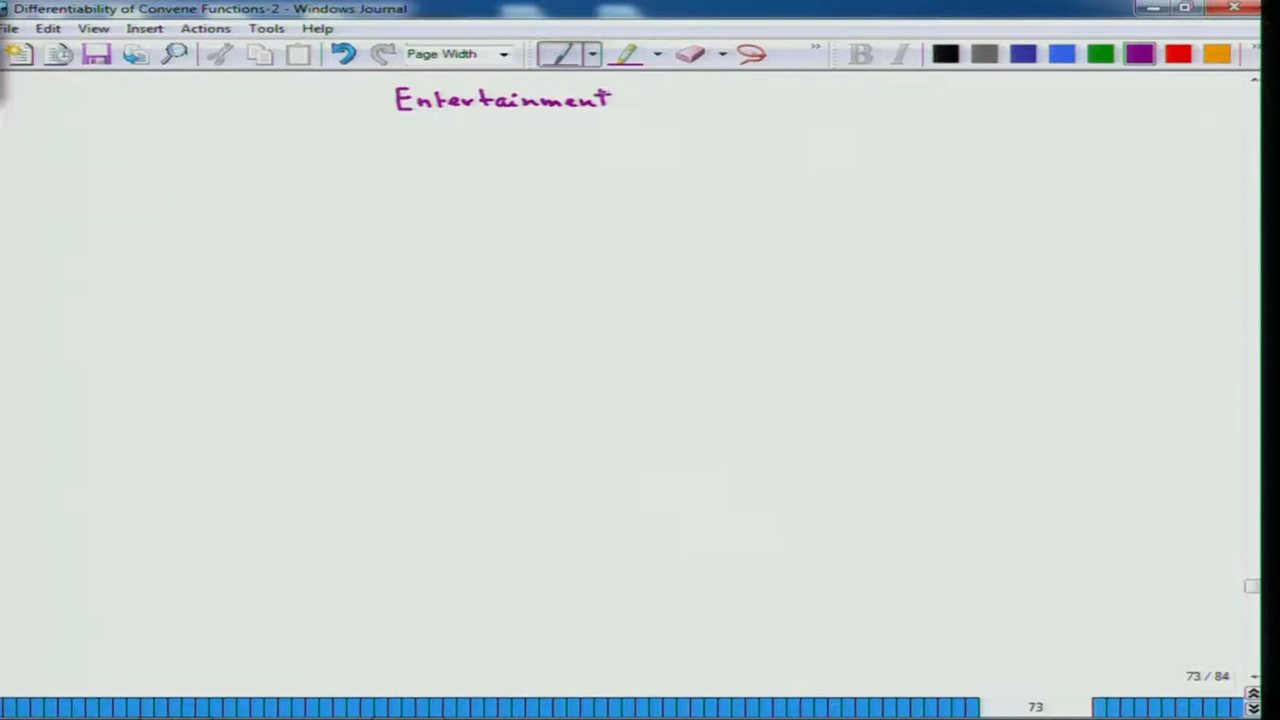 Differentiability of Convene Functions-2 - Windows Journal
File Edit View Insert Actions Tools Help
Page Width
B I
Entertainment
73 / 84
73